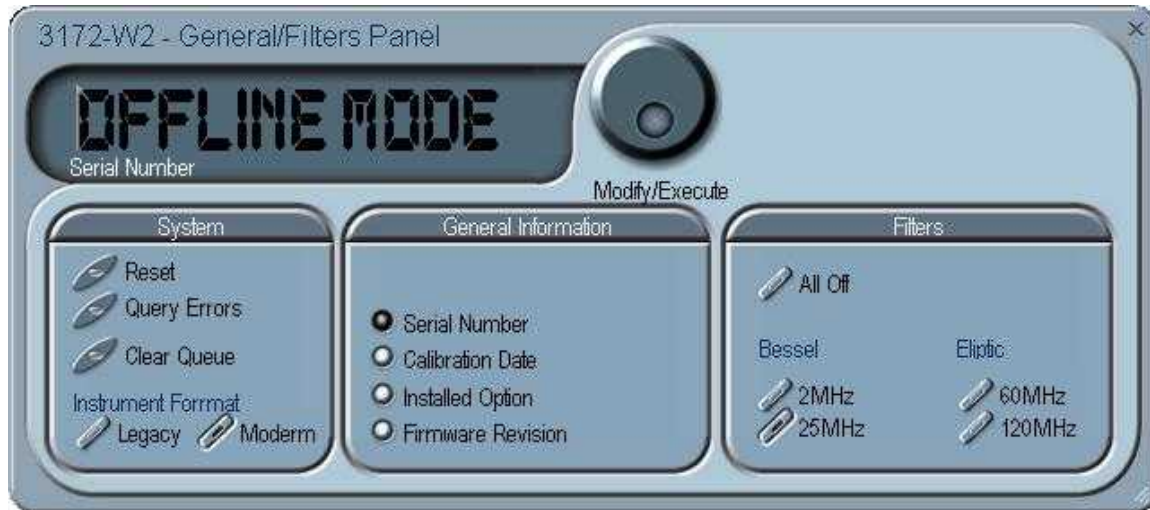 3172-W2 - General/Filters Panel
OFFLINE MODE
Serial Number
Modify/Execute
System
Reset
Query Errors
Clear Queue
Instrument Forrmat
Legacy Moderm
General Information
Serial Number
Calibration Date
Installed Option
Firmware Revision
Filters
All Off
Bessel Eliptic
2MHz 60MHz
25MHz 120MHz